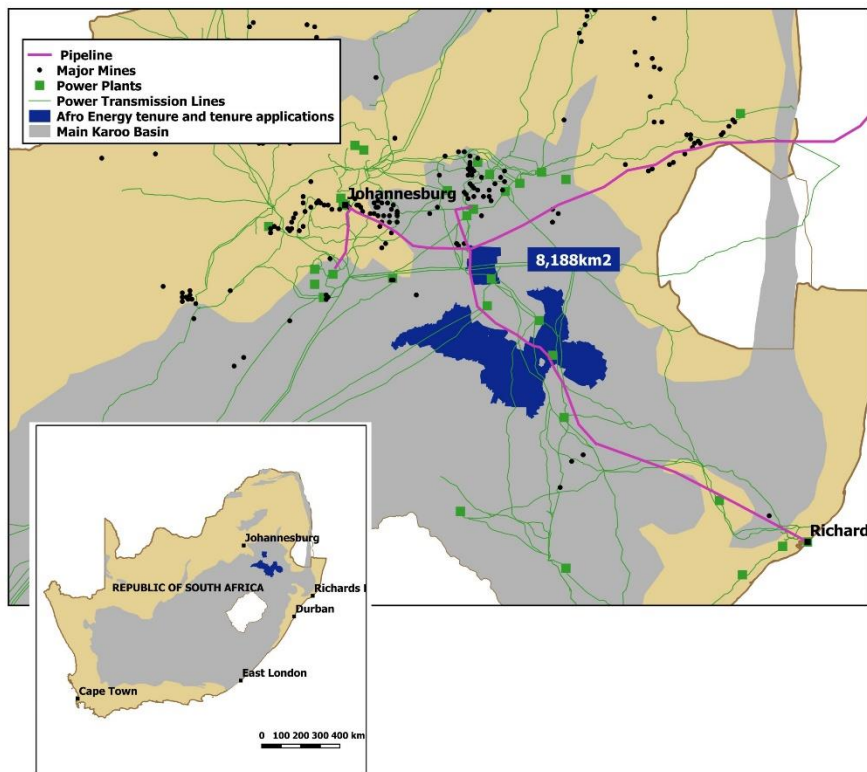 Pipeline
Major Mines
Power Plants
Power Transmission Lines
Afro Energy tenure and tenure applications
Main Karoo Basin
Johannesburg
8,188km2
Richard
Johannesburg
REPUBLIC OF SOUTH AFRICA
Richards
Durban
East London
Cape Town
0 100 200 300 400 km